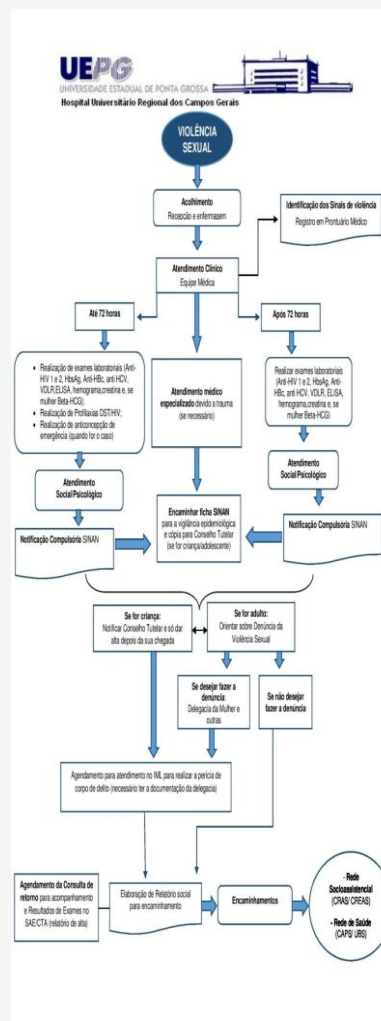 UEPG
UNIVERSIDADE ESTADUAL DE PONTA GROSSA
Hospital Universitário Regional dos Campos Gerais
VIOLÊNCIA
SEXUAL
Acolhimento
Recepção e enfermagem
Identificação dos Sinais de violência
Registro em Prontuário Médico
Atendimento Clínico
Equipe Médica
Até 72 horas
Após 72 horas
• Realização de exames laboratoriais (Anti-
HIV 1 e 2, HbsAg, Anti-HBc, anti HCV,
VDLR,ELISA, hemograma,creatina e, se
mulher Beta-HCG);
• Realização de Profilaxias DST/HIV;
• Realização de anticoncepção de
emergência (quando for o caso)
Atendimento médico
especializado devido a trauma
(se necessário)
Realizar exames laboratoriais
(Anti-HIV 1 e 2, HbsAg, Anti-
HBc, anti HCV, VDLR, ELISA,
hemograma,creatina e, se
mulher Beta-HCG)
Atendimento
Social/Psicológico
Atendimento
Social/Psicológico
Notificação Compulsória SINAN
Encaminhar ficha SINAN
para a vigilância epidemiológica
e cópia para Conselho Tutelar
(se for criança/adolescente)
Notificação Compulsória SINAN
Se for criança:
Notificar Conselho Tutelar e só dar
alta depois da sua chegada
Se for adulto:
Orientar sobre Denúncia da
Violência Sexual
Se desejar fazer a
denúncia:
Delegacia da Mulher e
outras
Se não desejar
fazer a denúncia
Agendamento para atendimento no IML para realizar a perícia de
corpo de delito (necessário ter a documentação da delegacia)
Agendamento da Consulta de
retorno para acompanhamento
e Resultados de Exames no
SAE/CTA (relatório de alta)
Elaboração de Relatório social
para encaminhamento
Encaminhamentos
- Rede
Socioassistencial
(CRAS/ CREAS)
- Rede de Saúde
(CAPS/ UBS)